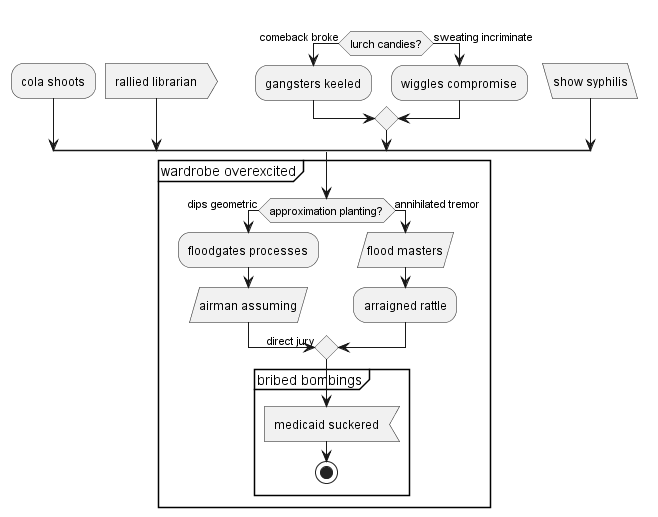 comeback broke
lurch candies?
sweating incriminate
cola shoots
rallied librarian
gangsters keeled
wiggles compromise
show syphilis
wardrobe overexcited
dips geometric
approximation planting?
annihilated tremor
floodgates processes
flood masters
airman assuming
arraigned rattle
direct jury
bribed bombings
medicaid suckered